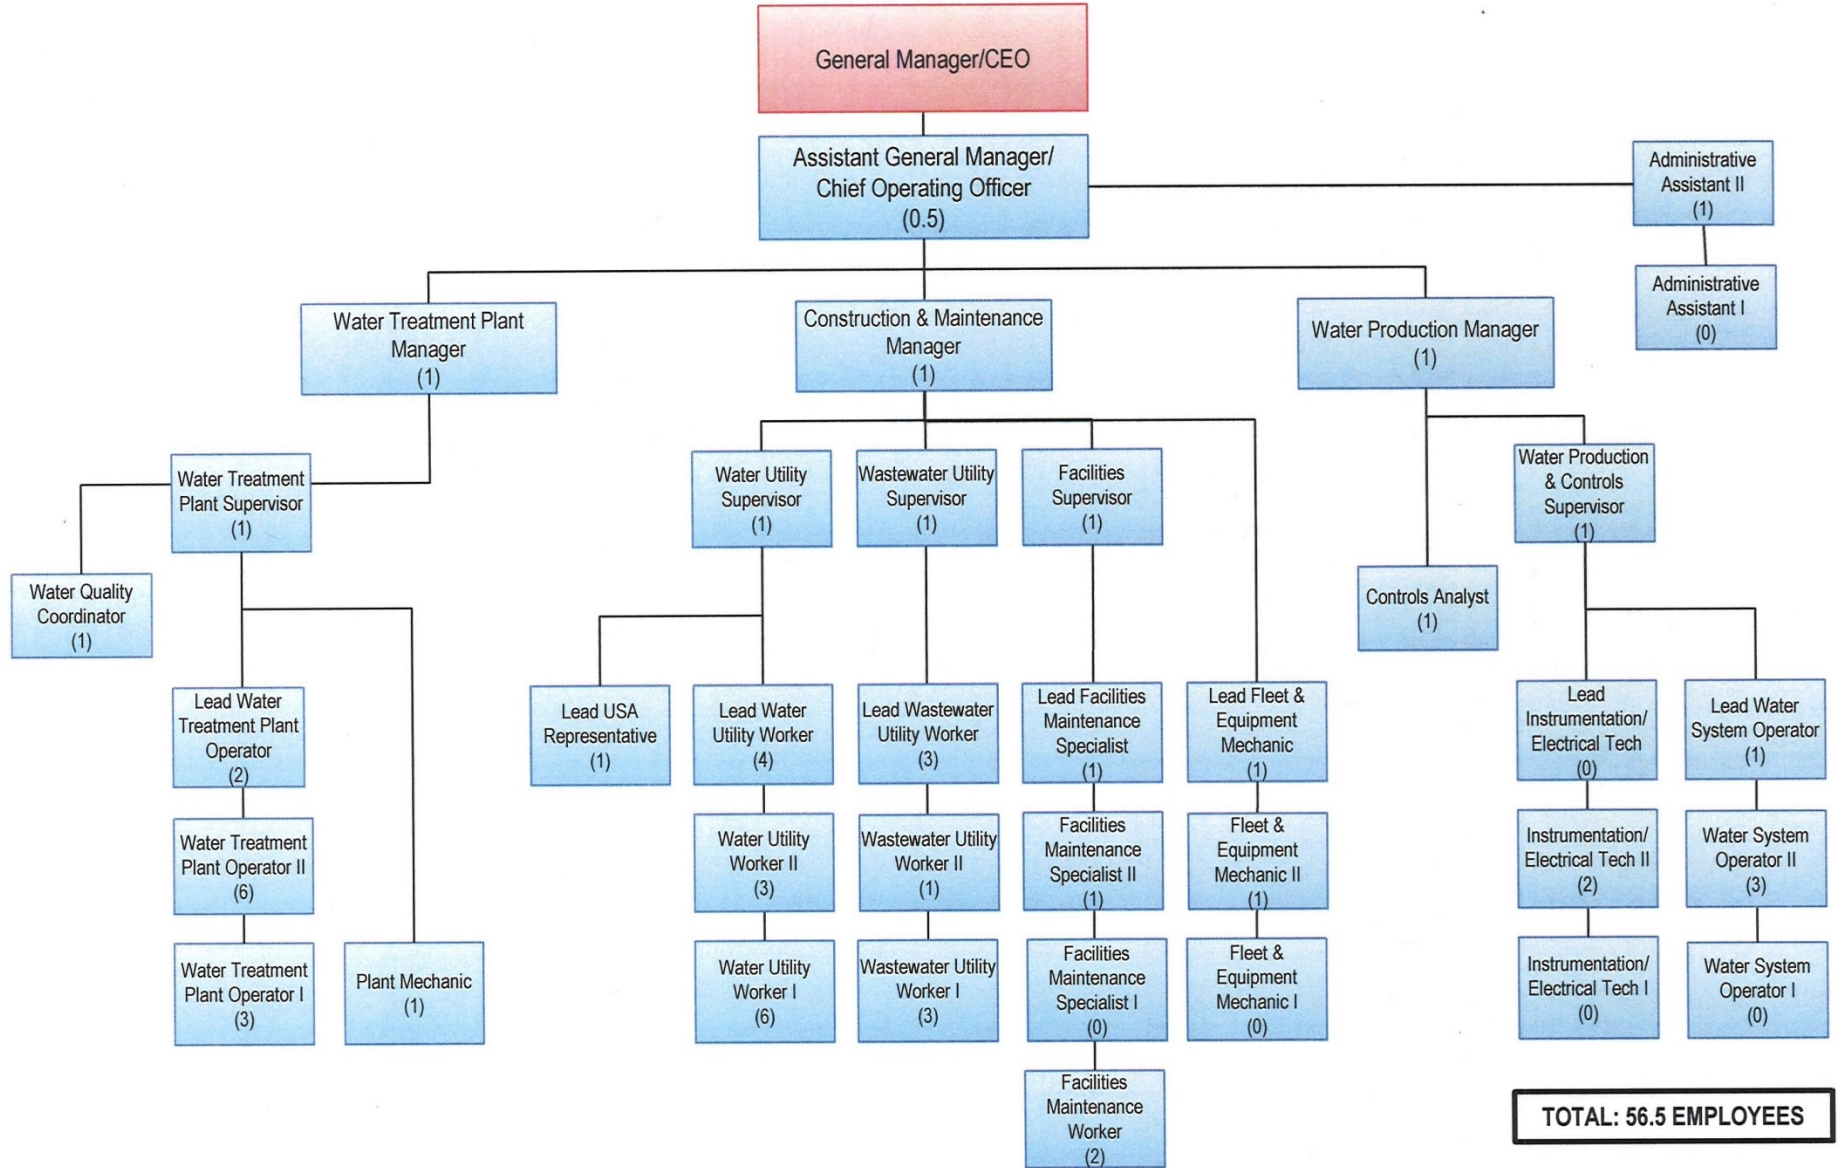 General Manager/CEO
Assistant General Manager/
Chief Operating Officer
(0.5)
Administrative
Assistant II
(1)
Administrative
Assistant I
(0)
Water Treatment Plant
Manager
(1)
Construction & Maintenance
Manager
(1)
Water Production Manager
(1)
Water Treatment
Plant Supervisor
(1)
Water Utility
Supervisor
(1)
Wastewater Utility
Supervisor
(1)
Facilities
Supervisor
(1)
Water Production
& Controls
Supervisor
(1)
Water Quality
Coordinator
(1)
Controls Analyst
(1)
Lead Water
Treatment Plant
Operator
(2)
Lead USA
Representative
(1)
Lead Water
Utility Worker
(4)
Lead Wastewater
Utility Worker
(3)
Lead Facilities
Maintenance
Specialist
(1)
Lead Fleet &
Equipment
Mechanic
(1)
Lead
Instrumentation/
Electrical Tech
(0)
Lead Water
System Operator
(1)
Water Treatment
Plant Operator II
(6)
Water Utility
Worker II
(3)
Wastewater Utility
Worker II
(1)
Facilities
Maintenance
Specialist II
(1)
Fleet &
Equipment
Mechanic II
(1)
Instrumentation/
Electrical Tech II
(2)
Water System
Operator II
(3)
Water Treatment
Plant Operator I
(3)
Plant Mechanic
(1)
Water Utility
Worker I
(6)
Wastewater Utility
Worker I
(3)
Facilities
Maintenance
Specialist I
(0)
Fleet &
Equipment
Mechanic I
(0)
Instrumentation/
Electrical Tech I
(0)
Water System
Operator I
(0)
Facilities
Maintenance
Worker
(2)
TOTAL: 56.5 EMPLOYEES